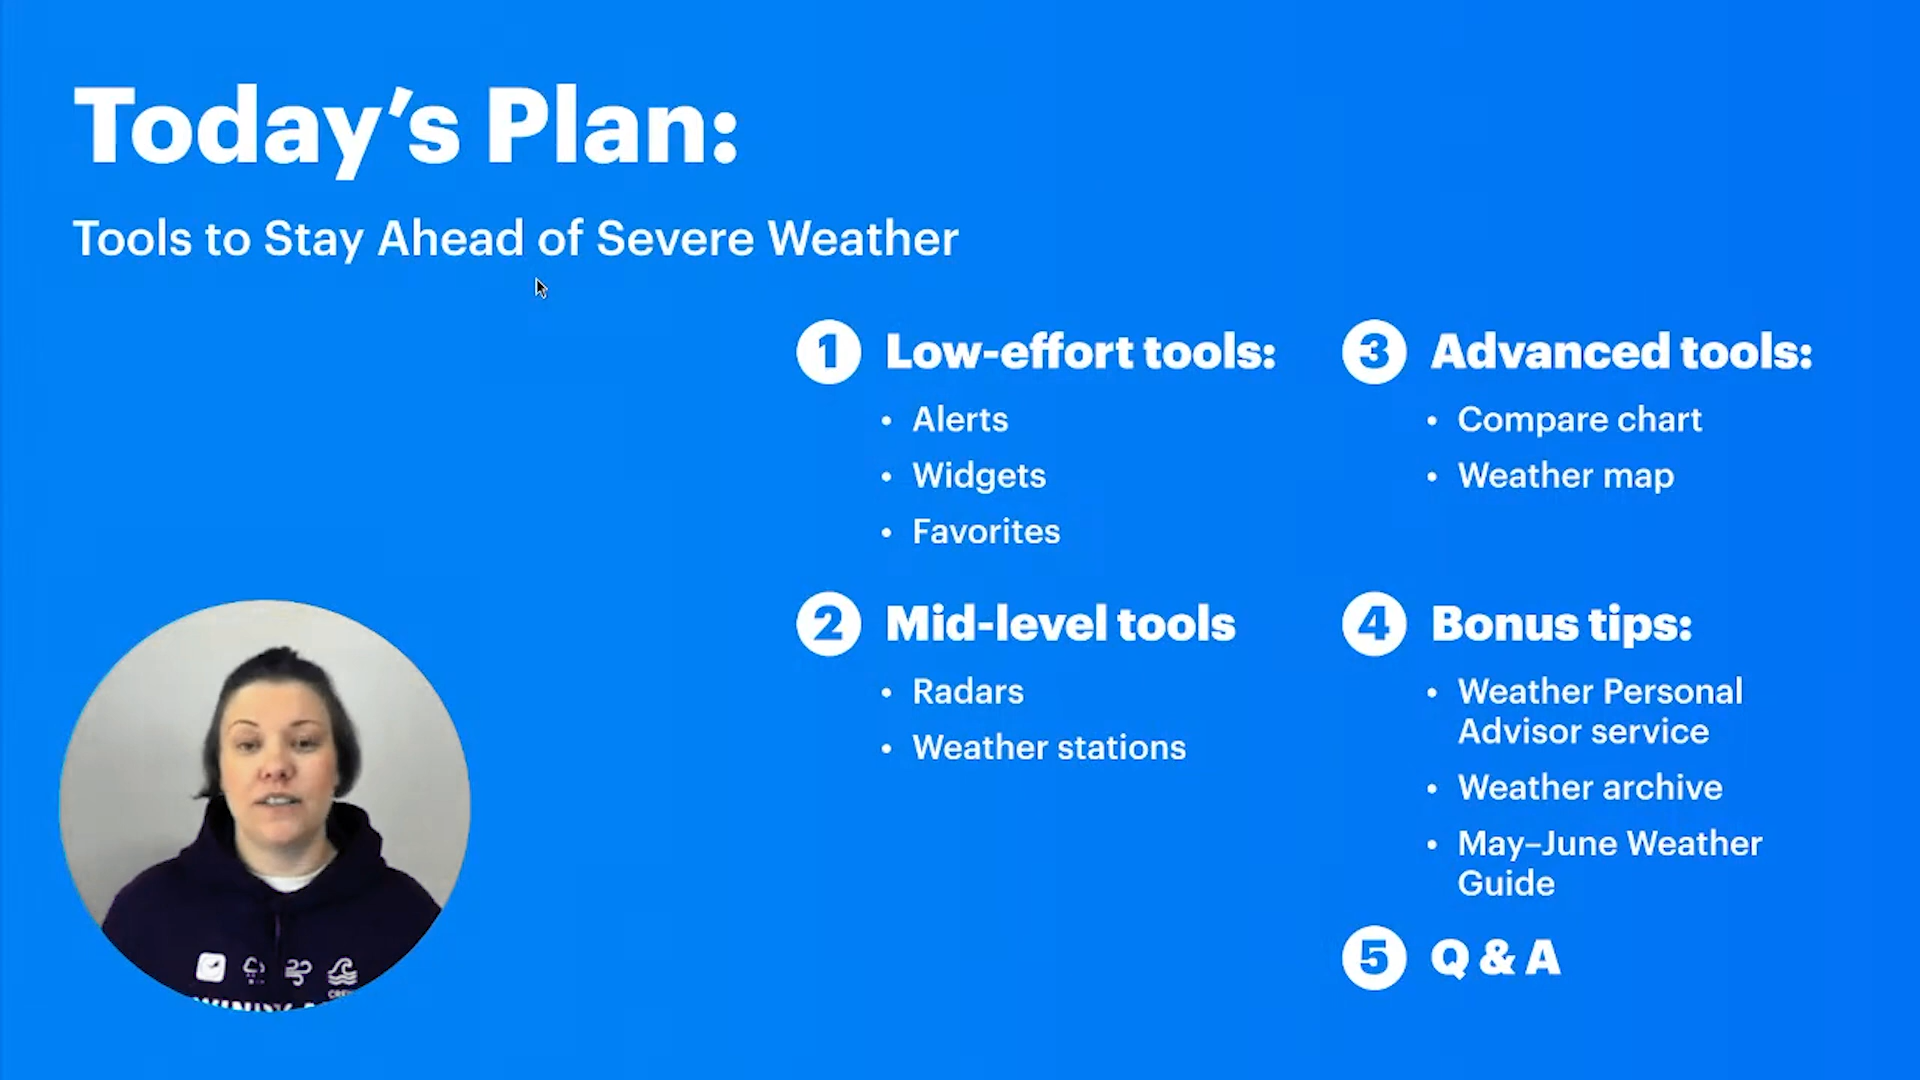 Today’s Plan:
Tools to Stay Ahead of Severe Weather
1 Low-effort tools:
• Alerts
• Widgets
• Favorites
2 Mid-level tools
• Radars
• Weather stations
3 Advanced tools:
• Compare chart
• Weather map
4 Bonus tips:
• Weather Personal
Advisor service
• Weather archive
• May–June Weather
Guide
5 Q & A